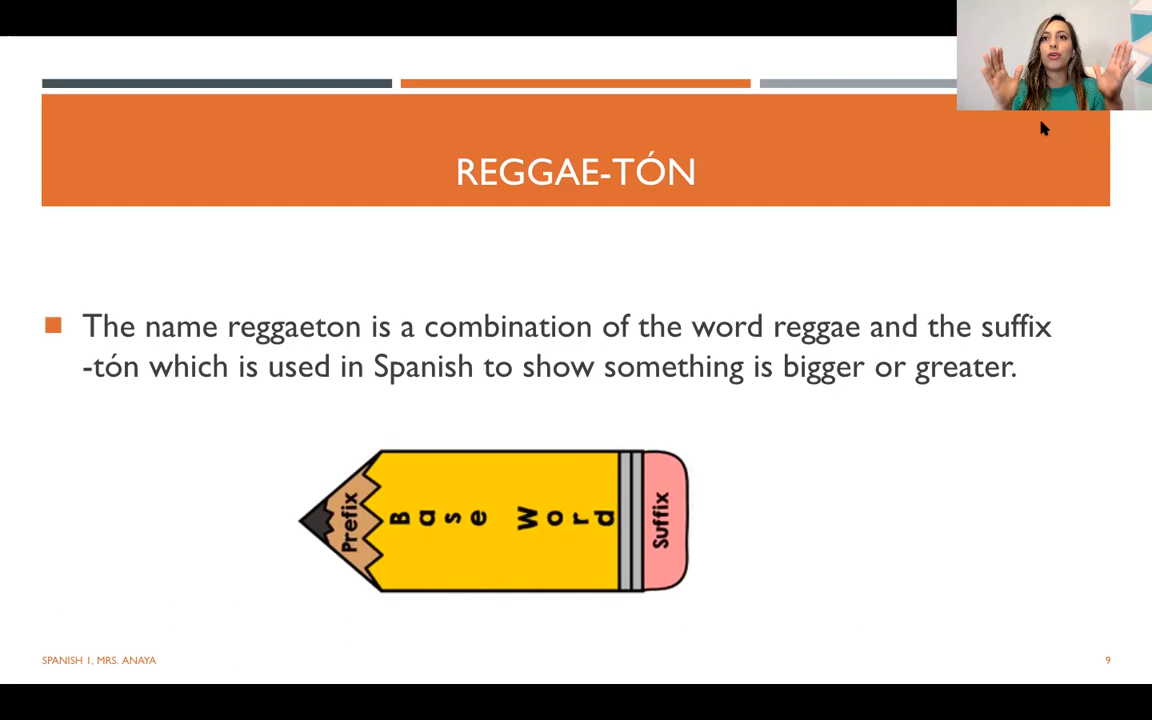 REGGAE-TÓN
The name reggaeton is a combination of the word reggae and the suffix
-tón which is used in Spanish to show something is bigger or greater.
Prefix
Base Word
Suffix
SPANISH 1, MRS. ANAYA
9